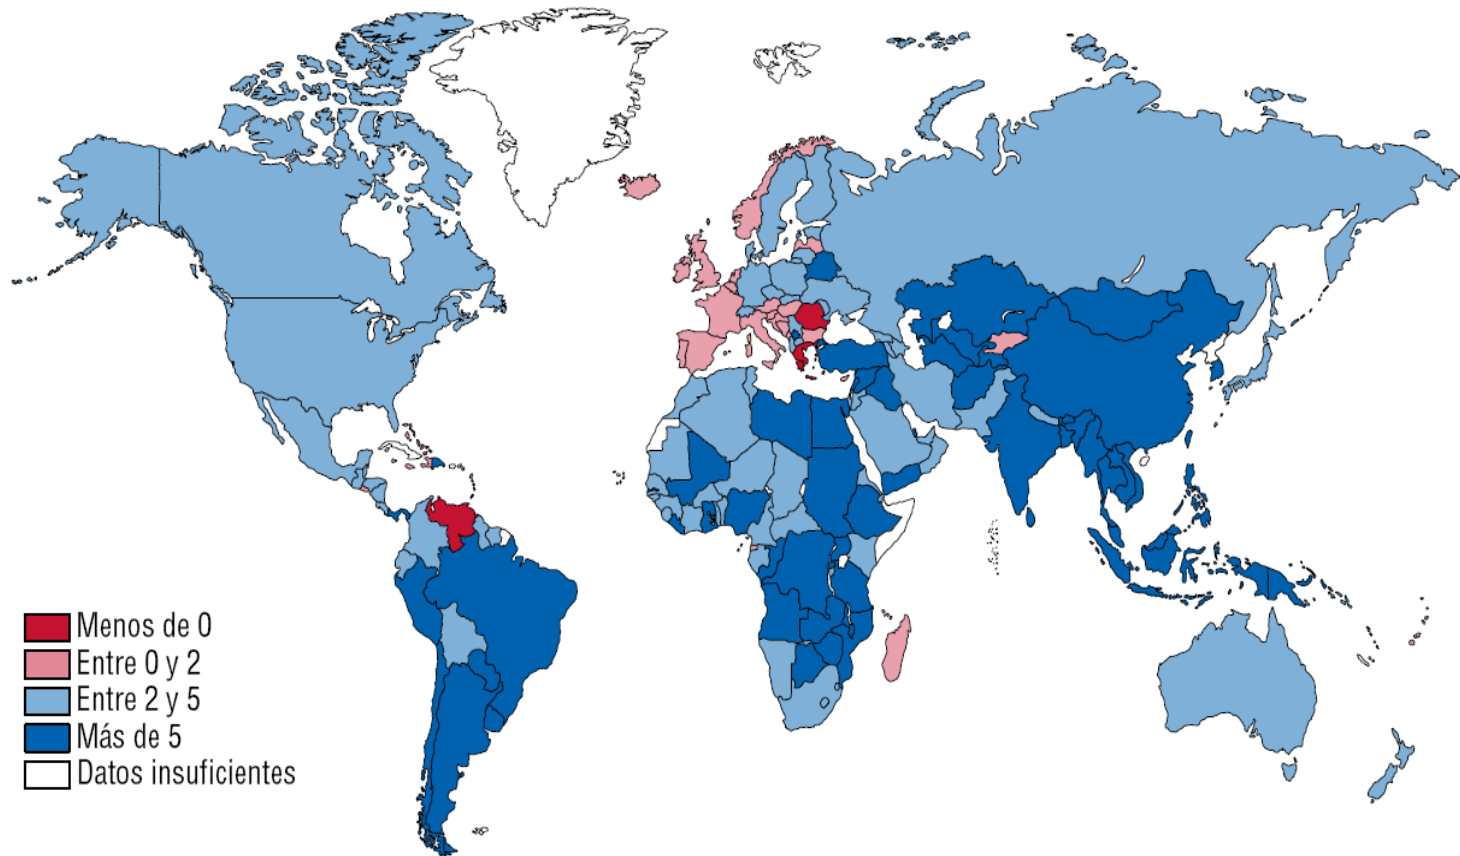 Menos de 0
Entre 0 y 2
Entre 2 y 5
Más de 5
Datos insuficientes